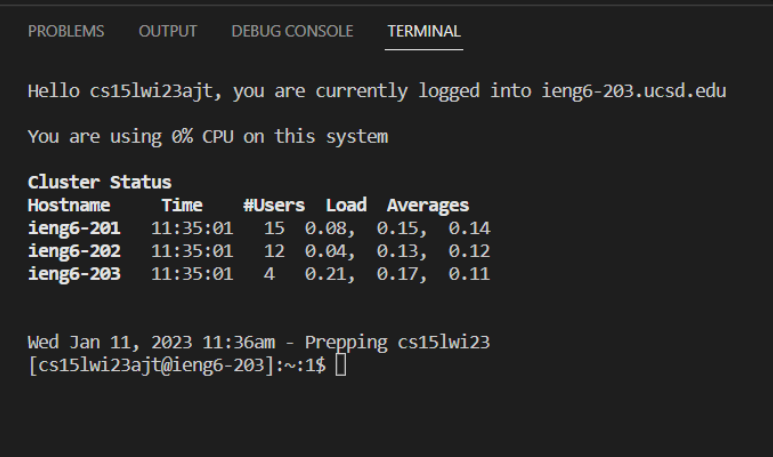 PROBLEMS OUTPUT DEBUG CONSOLE TERMINAL
Hello cs15lwi23ajt, you are currently logged into ieng6-203.ucsd.edu
You are using 0% CPU on this system
Cluster Status
Hostname Time #Users Load Averages
ieng6-201 11:35:01 15 0.08, 0.15, 0.14
ieng6-202 11:35:01 12 0.04, 0.13, 0.12
ieng6-203 11:35:01 4 0.21, 0.17, 0.11
Wed Jan 11, 2023 11:36am - Prepping cs15lwi23
[cs15lwi23ajt@ieng6-203]:~:1$